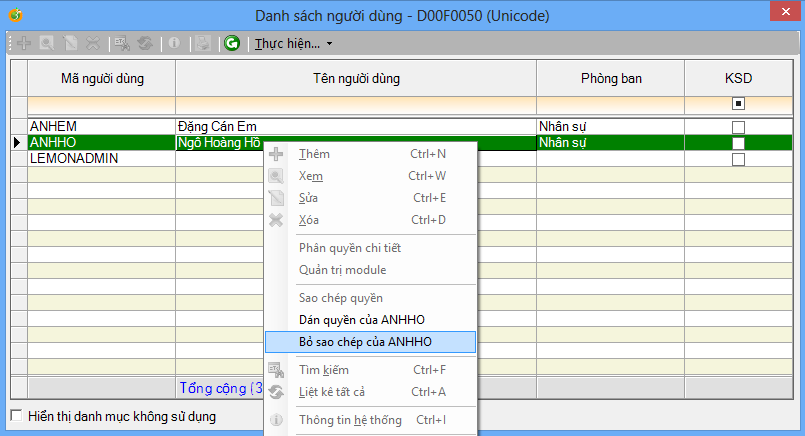 Danh sách người dùng - D00F0050 (Unicode)
Thực hiện...
Mã người dùng Tên người dùng Phòng ban KSD
ANHEM Đặng Cán Em Nhân sự
ANHHO Ngô Hoàng Hồ Nhân sự
LEMONADMIN
Thêm Ctrl+N
Xem Ctrl+W
Sửa Ctrl+E
Xóa Ctrl+D
Phân quyền chi tiết
Quản trị module
Sao chép quyền
Dán quyền của ANHHO
Bỏ sao chép của ANHHO
Tìm kiếm Ctrl+F
Liệt kê tất cả Ctrl+A
Thông tin hệ thống Ctrl+I
Tổng cộng (3
Hiển thị danh mục không sử dụng